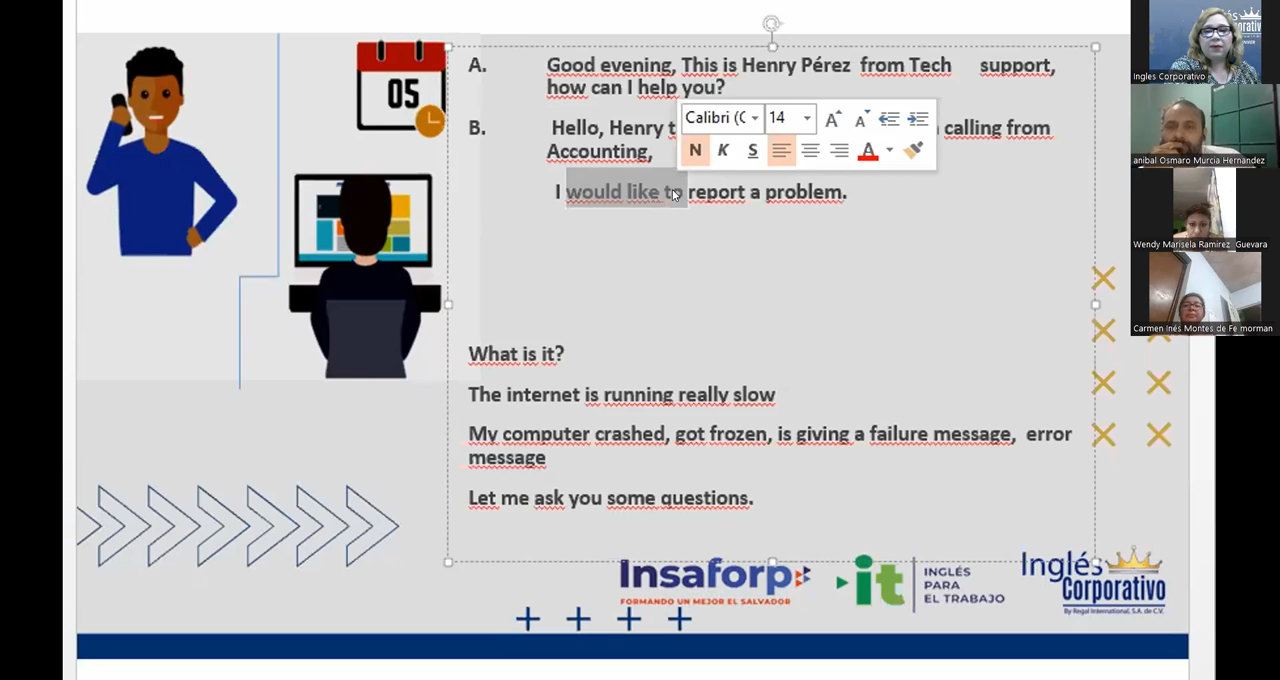 A. Good evening, This is Henry Pérez from Tech support,
how can I help you?
B. Hello, Henry t calling from
Accounting,
I would like to report a problem.
What is it?
The internet is running really slow
My computer crashed, got frozen, is giving a failure message, error
message
Let me ask you some questions.
05
Calibri (C 14
N K S A
Insaforp
FORMANDO UN MEJOR EL SALVADOR
it INGLÉS
PARA
EL TRABAJO
Inglés
Corporativo
By Regal International, S.A. de C.V.
Inglés
Corporativo
Ingles Corporativo
anibal Osmaro Murcia Hernandez
Wendy Marisela Ramirez Guevara
Carmen Inés Montes de Fe morman